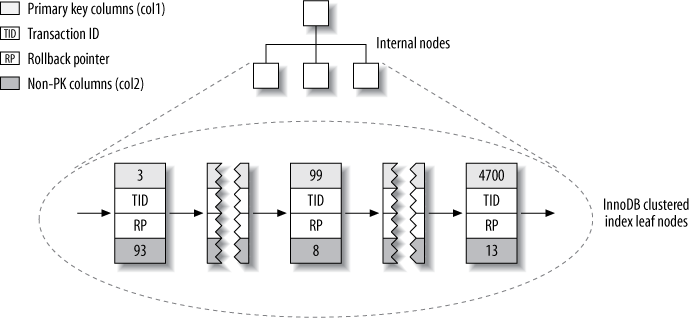 Primary key columns (col1)
TID Transaction ID
RP Rollback pointer
Non-PK columns (col2)
Internal nodes
3
TID
RP
93
99
TID
RP
8
4700
TID
RP
13
InnoDB clustered
index leaf nodes